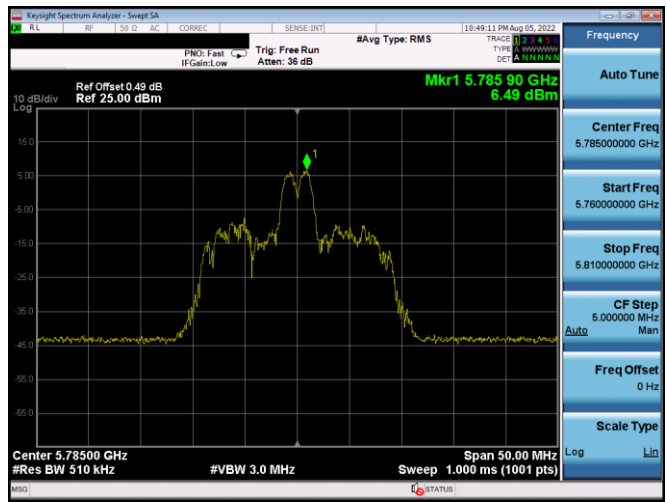 Keysight Spectrum Analyzer - Swept SA
LXI RL RF 50 Ω AC CORREC SENSE:INT 10:49:11 PM Aug 05, 2022
#Avg Type: RMS TRACE 1 2 3 4 5 6
PNO: Fast Trig: Free Run TYPE A WWWWW
IFGain:Low Atten: 36 dB DET A N N N N N
Mkr1 5.785 90 GHz
6.49 dBm
Ref Offset 0.49 dB
10 dB/div Ref 25.00 dBm
Log
15.0
1
5.00
-5.00
-15.0
-25.0
-35.0
-45.0
-55.0
-65.0
Center 5.78500 GHz Span 50.00 MHz
#Res BW 510 kHz #VBW 3.0 MHz Sweep 1.000 ms (1001 pts)
MSG STATUS
Frequency
Auto Tune
Center Freq
5.785000000 GHz
Start Freq
5.760000000 GHz
Stop Freq
5.810000000 GHz
CF Step
5.000000 MHz
Auto Man
Freq Offset
0 Hz
Scale Type
Log Lin